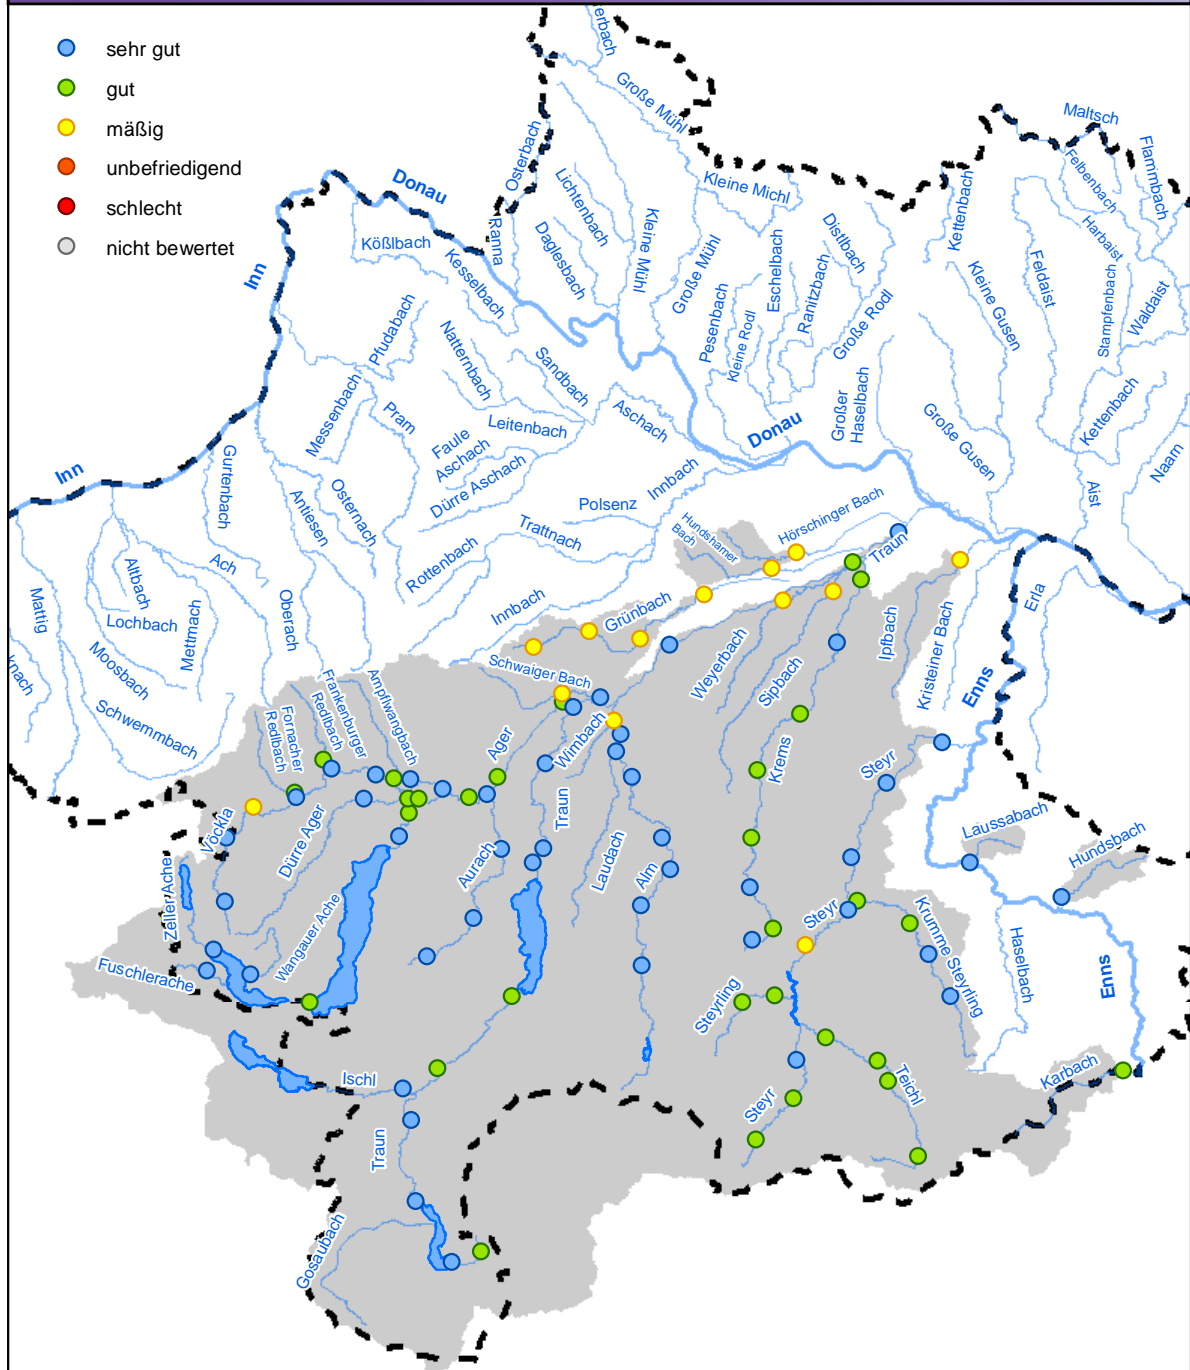 sehr gut
gut
mäßig
unbefriedigend
schlecht
nicht bewertet
erbach
Große Mühl
Maltsch
Flammbach
Felbenbach
Harbaist
Osterbach
Lichtenbach
Kleine Michl
Kettenbach
Donau
Ranna
Daglesbach
Kleine Mühl
Große Mühl
Distlbach
Eschelbach
Ranitzbach
Feldaist
Kößlbach
Kesselbach
Inn
Pesenbach
Kleine Rodl
Große Rodl
Kleine Gusen
Stampfenbach
Waldaist
Pfudabach
Natternbach
Sandbach
Messenbach
Pram
Leitenbach
Aschach
Donau
Großer
Haselbach
Große Gusen
Kettenbach
Naarn
Aist
Faule
Aschach
Dürre Aschach
Inn
Gurtenbach
Antiesen
Osternach
Polsenz
Innbach
Trattnach
Rottenbach
Hundshamer
Bach
Hörschinger Bach
Traun
Ach
Altbach
Lochbach
Mettmach
Mattig
Oberach
Innbach
Grünbach
Erla
Ipfbach
Kristeiner Bach
Enns
Moosbach
knach
Schwemmbach
Schwaiger Bach
Weyerbach
Sipbach
Ampflwangbach
Frankenburger
Redlbach
Fornacher
Redlbach
Ager
Wimbach
Krems
Steyr
Traun
Vöckla
Dürre Ager
Aurach
Laudach
Alm
Laussabach
Hundsbach
Zeller Ache
Wangauer Ache
Fuschlerache
Steyr
Krumme Steyrling
Haselbach
Enns
Steyrling
Ischl
Teichl
Karbach
Steyr
Traun
Gosaubach